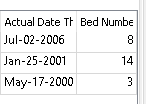 Actual Date Th Bed Numbe
Jul-02-2006 8
Jan-25-2001 14
May-17-2000 3